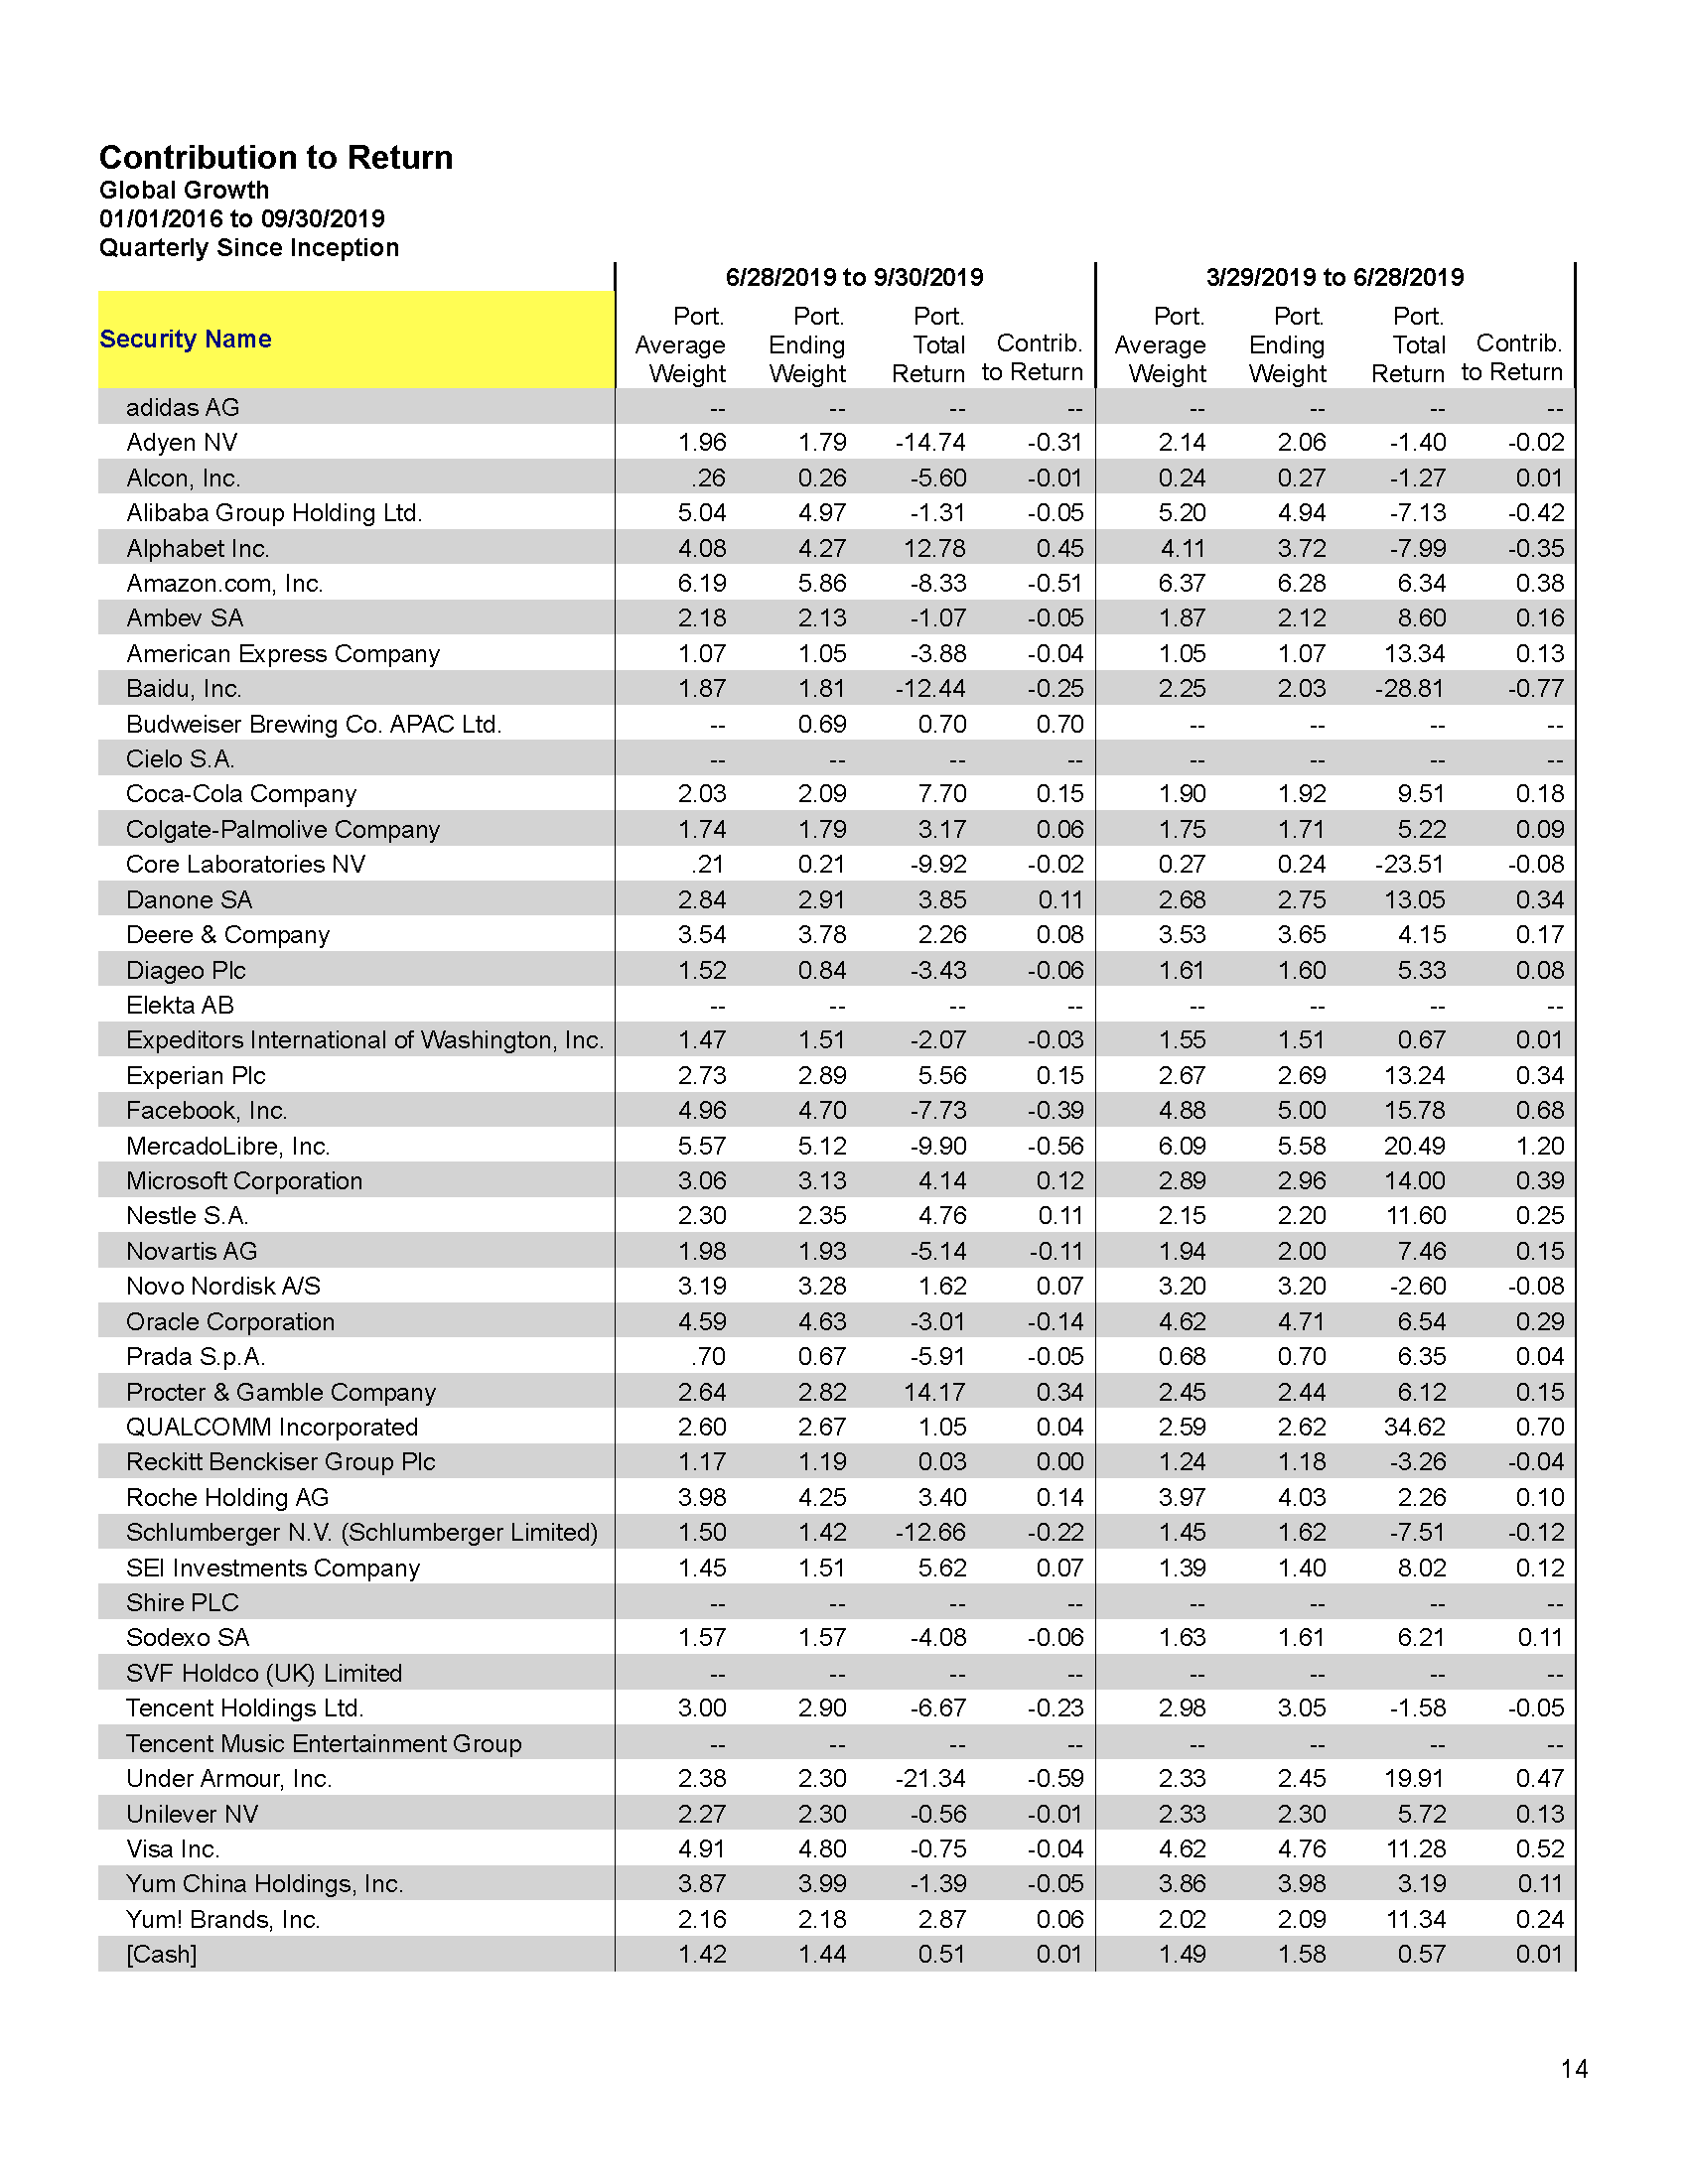 Contribution to Return
Global Growth
01/01/2016 to 09/30/2019
Quarterly Since Inception
6/28/2019 to 9/30/2019 3/29/2019 to 6/28/2019
Security Name Port. Average Weight Port. Ending Weight Port. Total Return Contrib. to Return Port. Average Weight Port. Ending Weight Port. Total Return Contrib. to Return
adidas AG -- -- -- -- -- -- -- --
Adyen NV 1.96 1.79 -14.74 -0.31 2.14 2.06 -1.40 -0.02
Alcon, Inc. .26 0.26 -5.60 -0.01 0.24 0.27 -1.27 0.01
Alibaba Group Holding Ltd. 5.04 4.97 -1.31 -0.05 5.20 4.94 -7.13 -0.42
Alphabet Inc. 4.08 4.27 12.78 0.45 4.11 3.72 -7.99 -0.35
Amazon.com, Inc. 6.19 5.86 -8.33 -0.51 6.37 6.28 6.34 0.38
Ambev SA 2.18 2.13 -1.07 -0.05 1.87 2.12 8.60 0.16
American Express Company 1.07 1.05 -3.88 -0.04 1.05 1.07 13.34 0.13
Baidu, Inc. 1.87 1.81 -12.44 -0.25 2.25 2.03 -28.81 -0.77
Budweiser Brewing Co. APAC Ltd. -- 0.69 0.70 0.70 -- -- -- --
Cielo S.A. -- -- -- -- -- -- -- --
Coca-Cola Company 2.03 2.09 7.70 0.15 1.90 1.92 9.51 0.18
Colgate-Palmolive Company 1.74 1.79 3.17 0.06 1.75 1.71 5.22 0.09
Core Laboratories NV .21 0.21 -9.92 -0.02 0.27 0.24 -23.51 -0.08
Danone SA 2.84 2.91 3.85 0.11 2.68 2.75 13.05 0.34
Deere & Company 3.54 3.78 2.26 0.08 3.53 3.65 4.15 0.17
Diageo Plc 1.52 0.84 -3.43 -0.06 1.61 1.60 5.33 0.08
Elekta AB -- -- -- -- -- -- -- --
Expeditors International of Washington, Inc. 1.47 1.51 -2.07 -0.03 1.55 1.51 0.67 0.01
Experian Plc 2.73 2.89 5.56 0.15 2.67 2.69 13.24 0.34
Facebook, Inc. 4.96 4.70 -7.73 -0.39 4.88 5.00 15.78 0.68
MercadoLibre, Inc. 5.57 5.12 -9.90 -0.56 6.09 5.58 20.49 1.20
Microsoft Corporation 3.06 3.13 4.14 0.12 2.89 2.96 14.00 0.39
Nestle S.A. 2.30 2.35 4.76 0.11 2.15 2.20 11.60 0.25
Novartis AG 1.98 1.93 -5.14 -0.11 1.94 2.00 7.46 0.15
Novo Nordisk A/S 3.19 3.28 1.62 0.07 3.20 3.20 -2.60 -0.08
Oracle Corporation 4.59 4.63 -3.01 -0.14 4.62 4.71 6.54 0.29
Prada S.p.A. .70 0.67 -5.91 -0.05 0.68 0.70 6.35 0.04
Procter & Gamble Company 2.64 2.82 14.17 0.34 2.45 2.44 6.12 0.15
QUALCOMM Incorporated 2.60 2.67 1.05 0.04 2.59 2.62 34.62 0.70
Reckitt Benckiser Group Plc 1.17 1.19 0.03 0.00 1.24 1.18 -3.26 -0.04
Roche Holding AG 3.98 4.25 3.40 0.14 3.97 4.03 2.26 0.10
Schlumberger N.V. (Schlumberger Limited) 1.50 1.42 -12.66 -0.22 1.45 1.62 -7.51 -0.12
SEI Investments Company 1.45 1.51 5.62 0.07 1.39 1.40 8.02 0.12
Shire PLC -- -- -- -- -- -- -- --
Sodexo SA 1.57 1.57 -4.08 -0.06 1.63 1.61 6.21 0.11
SVF Holdco (UK) Limited -- -- -- -- -- -- -- --
Tencent Holdings Ltd. 3.00 2.90 -6.67 -0.23 2.98 3.05 -1.58 -0.05
Tencent Music Entertainment Group -- -- -- -- -- -- -- --
Under Armour, Inc. 2.38 2.30 -21.34 -0.59 2.33 2.45 19.91 0.47
Unilever NV 2.27 2.30 -0.56 -0.01 2.33 2.30 5.72 0.13
Visa Inc. 4.91 4.80 -0.75 -0.04 4.62 4.76 11.28 0.52
Yum China Holdings, Inc. 3.87 3.99 -1.39 -0.05 3.86 3.98 3.19 0.11
Yum! Brands, Inc. 2.16 2.18 2.87 0.06 2.02 2.09 11.34 0.24
[Cash] 1.42 1.44 0.51 0.01 1.49 1.58 0.57 0.01
14